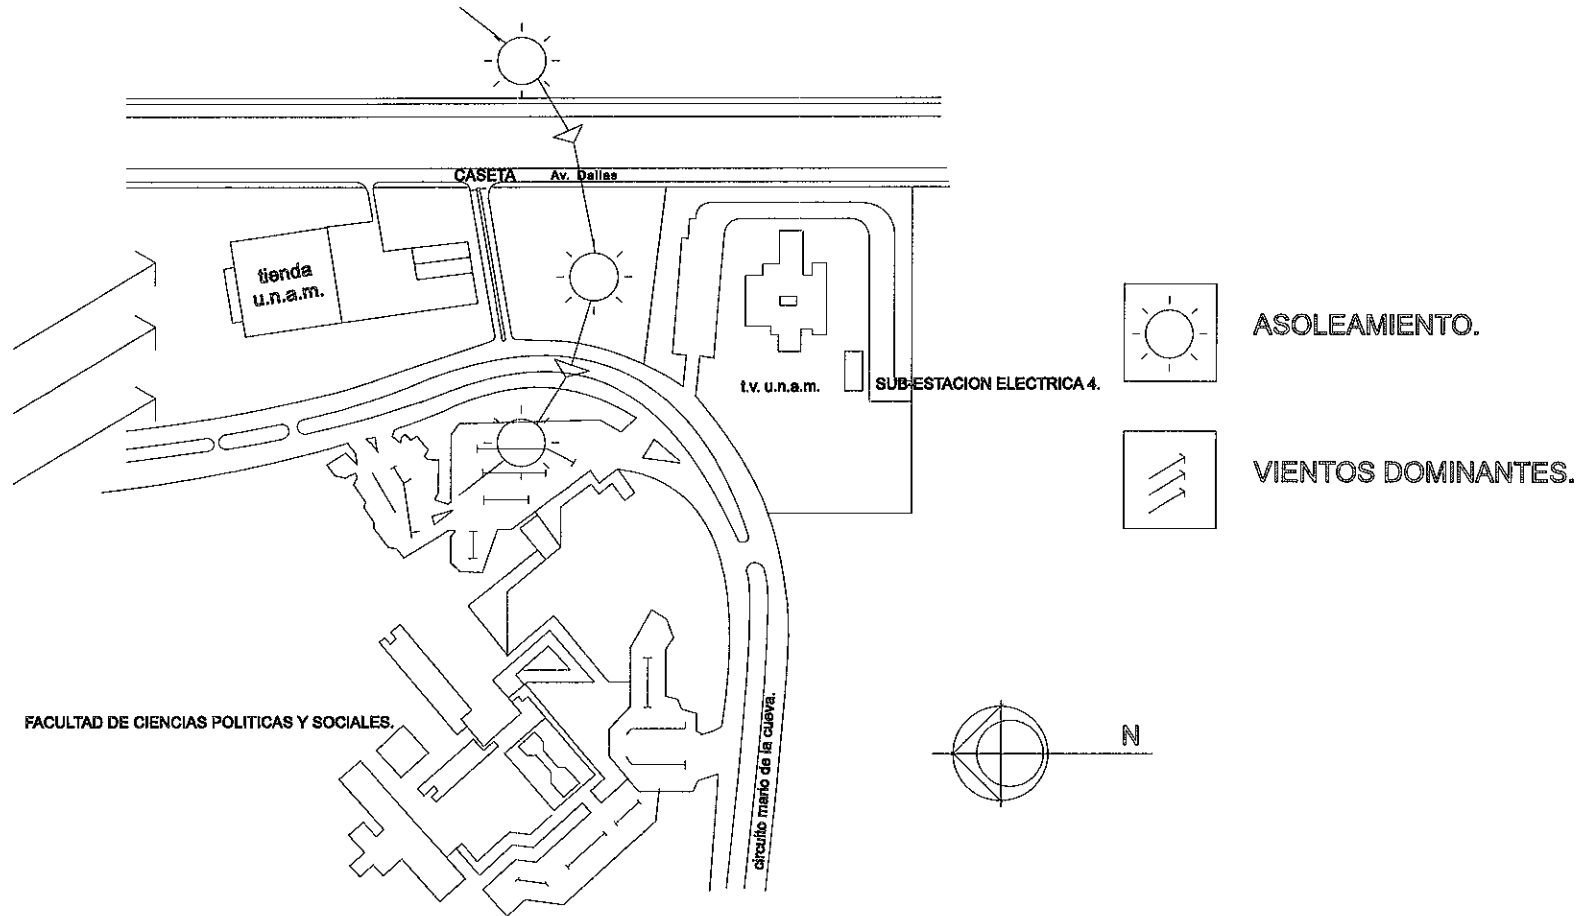 CASETA Av. Dallas
tienda
u.n.a.m.
ASOLEAMIENTO.
t.v. u.n.a.m.
SUB-ESTACION ELECTRICA 4.
VIENTOS DOMINANTES.
FACULTAD DE CIENCIAS POLITICAS Y SOCIALES.
circuito mario de la cueva.
N